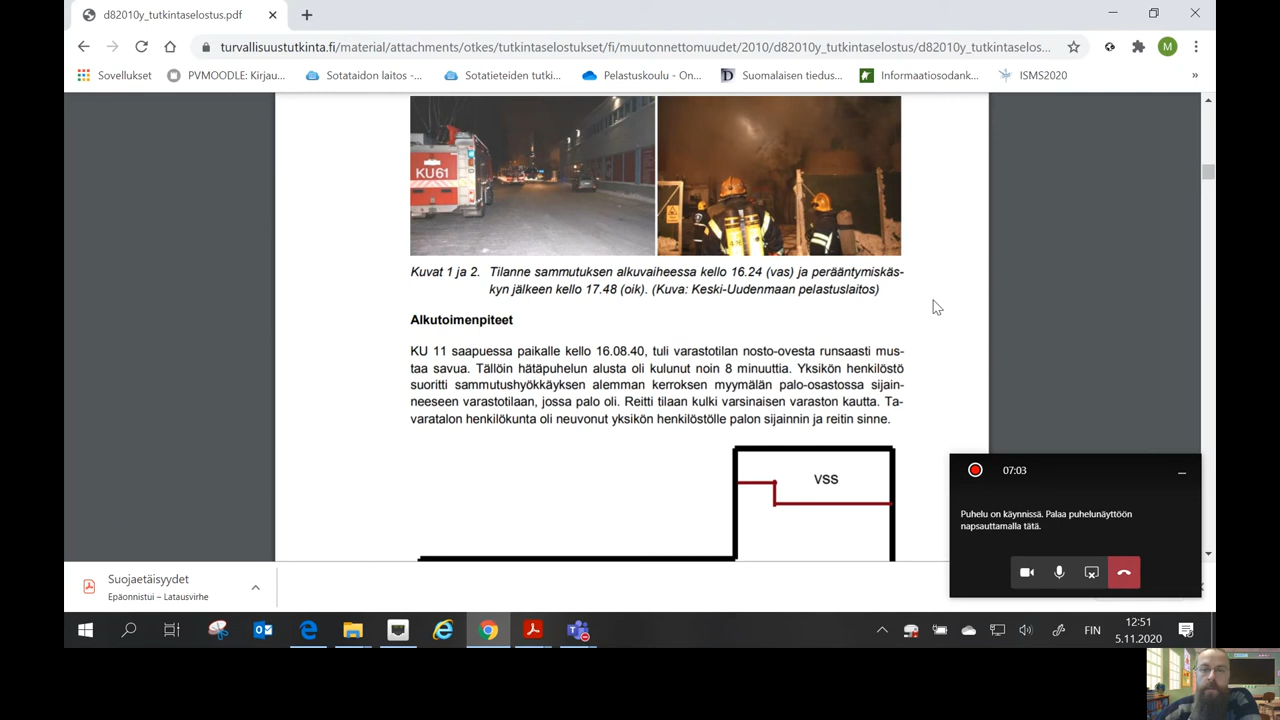 d82010y_tutkintaselostus.pdf
turvallisuustutkinta.fi/material/attachments/otkes/tutkintaselostukset/fi/muutonnettomuudet/2010/d82010y_tutkintaselostus/d82010y_tutkintaselos...
M
Sovellukset
PVMOODLE: Kirjau...
Sotataidon laitos -...
Sotatieteiden tutki...
Pelastuskoulu - On...
Suomalaisen tiedus...
Informaatiosodank...
ISMS2020
»
KU61
Kuvat 1 ja 2. Tilanne sammutuksen alkuvaiheessa kello 16.24 (vas) ja perääntymiskäs-
kyn jälkeen kello 17.48 (oik). (Kuva: Keski-Uudenmaan pelastuslaitos)
Alkutoimenpiteet
KU 11 saapuessa paikalle kello 16.08.40, tuli varastotilan nosto-ovesta runsaasti mus-
taa savua. Tällöin hätäpuhelun alusta oli kulunut noin 8 minuuttia. Yksikön henkilöstö
suoritti sammutushyökkäyksen alemman kerroksen myymälän palo-osastossa sijain-
neeseen varastotilaan, jossa palo oli. Reitti tilaan kulki varsinaisen varaston kautta. Ta-
varatalon henkilökunta oli neuvonut yksikön henkilöstölle palon sijainnin ja reitin sinne.
VSS
07:03
Puhelu on käynnissä. Palaa puhelunäyttöön
napsauttamalla tätä.
Suojaetäisyydet
Epäonnistui – Latausvirhe
FIN
12:51
5.11.2020